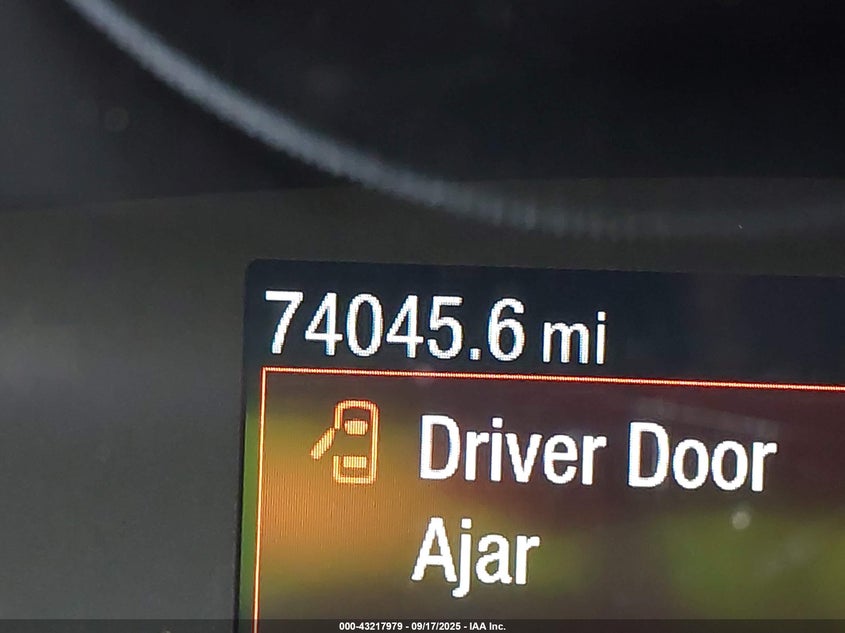 74045.6 mi
Driver Door
Ajar
000-43217979 - 09/17/2025 - IAA Inc.